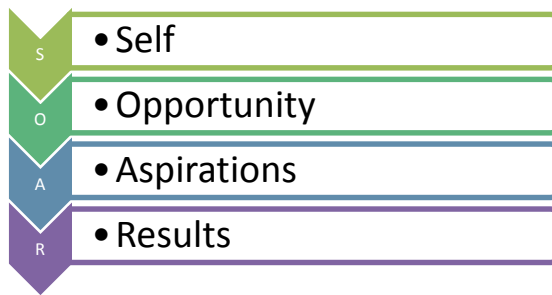 S
• Self
O
• Opportunity
A
• Aspirations
R
• Results